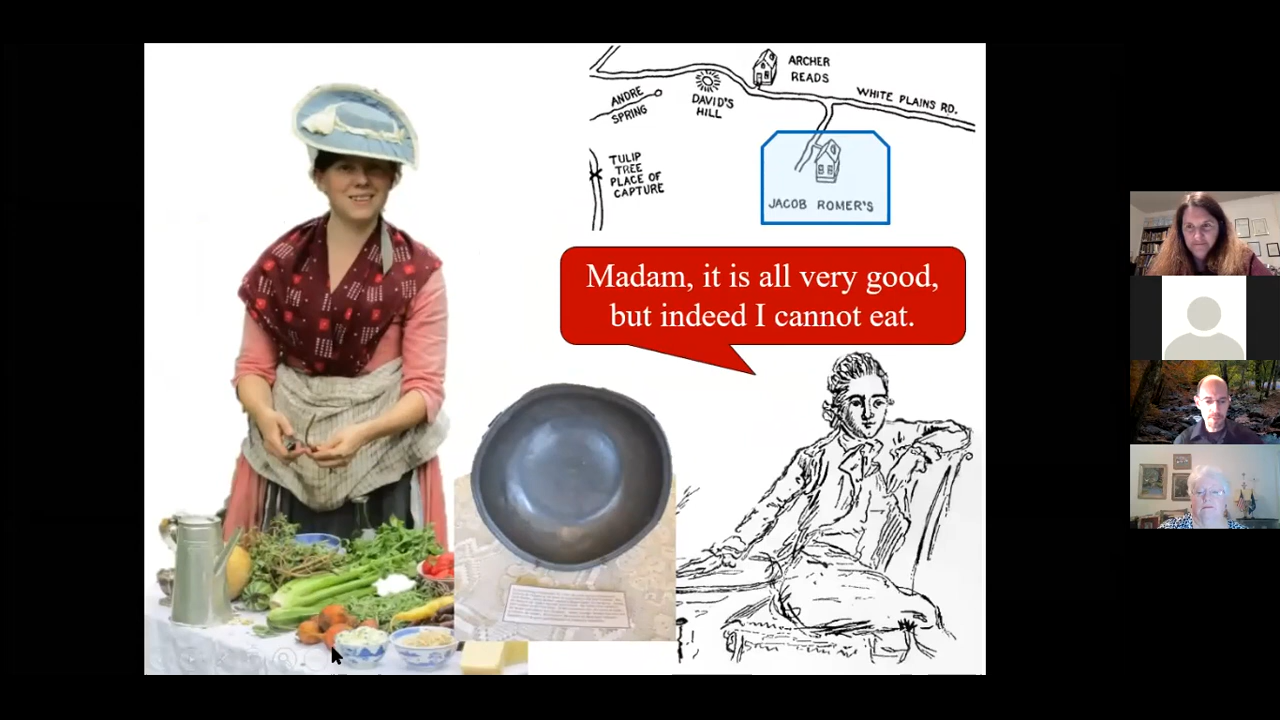 ARCHER
READS
WHITE PLAINS RD.
ANDRE
SPRING
DAVID'S
HILL
TULIP
TREE
PLACE OF
CAPTURE
JACOB ROMER'S
Madam, it is all very good,
but indeed I cannot eat.